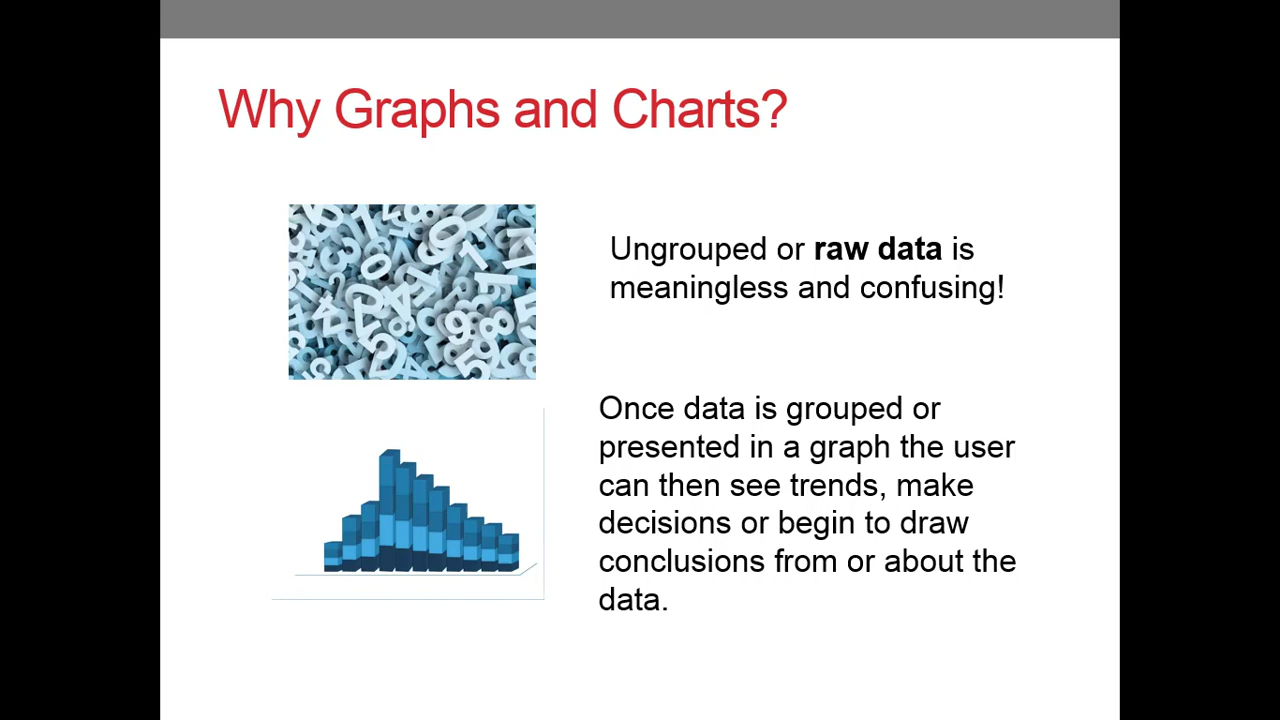 Why Graphs and Charts?
Ungrouped or raw data is
meaningless and confusing!
Once data is grouped or
presented in a graph the user
can then see trends, make
decisions or begin to draw
conclusions from or about the
data.